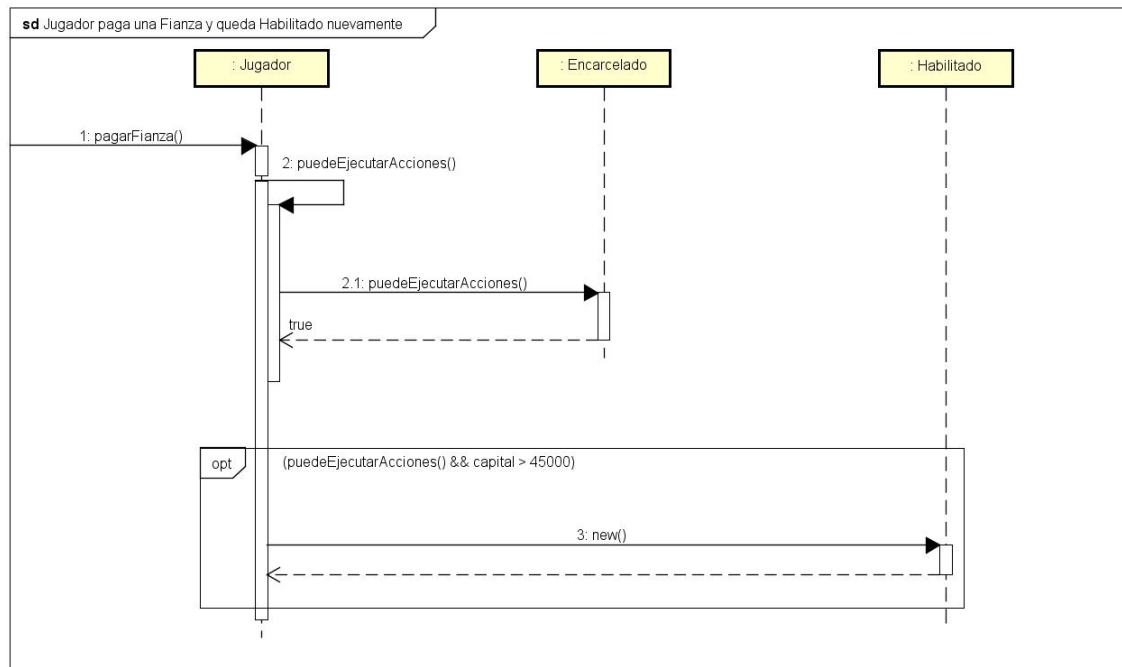 sd Jugador paga una Fianza y queda Habilitado nuevamente
: Jugador
: Encarcelado
: Habilitado
1: pagarFianza()
2: puedeEjecutarAcciones()
2.1: puedeEjecutarAcciones()
true
opt
(puedeEjecutarAcciones() && capital > 45000)
3: new()